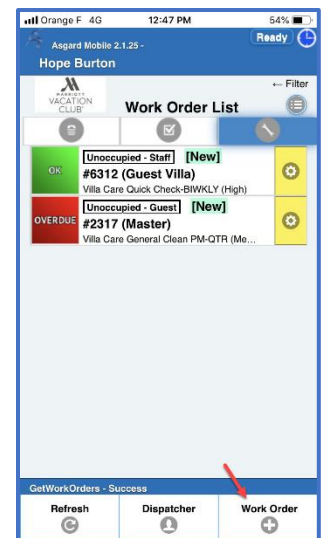 Orange F 4G 12:47 PM 54%
Asgard Mobile 2.1.25 - Ready
Hope Burton
← Filter
MARRIOTT
VACATION
CLUB
Work Order List
OK
Unoccupied - Staff [New]
#6312 (Guest Villa)
Villa Care Quick Check-BIWKLY (High)
OVERDUE
Unoccupied - Guest [New]
#2317 (Master)
Villa Care General Clean PM-QTR (Me...
GetWorkOrders - Success
Refresh Dispatcher Work Order